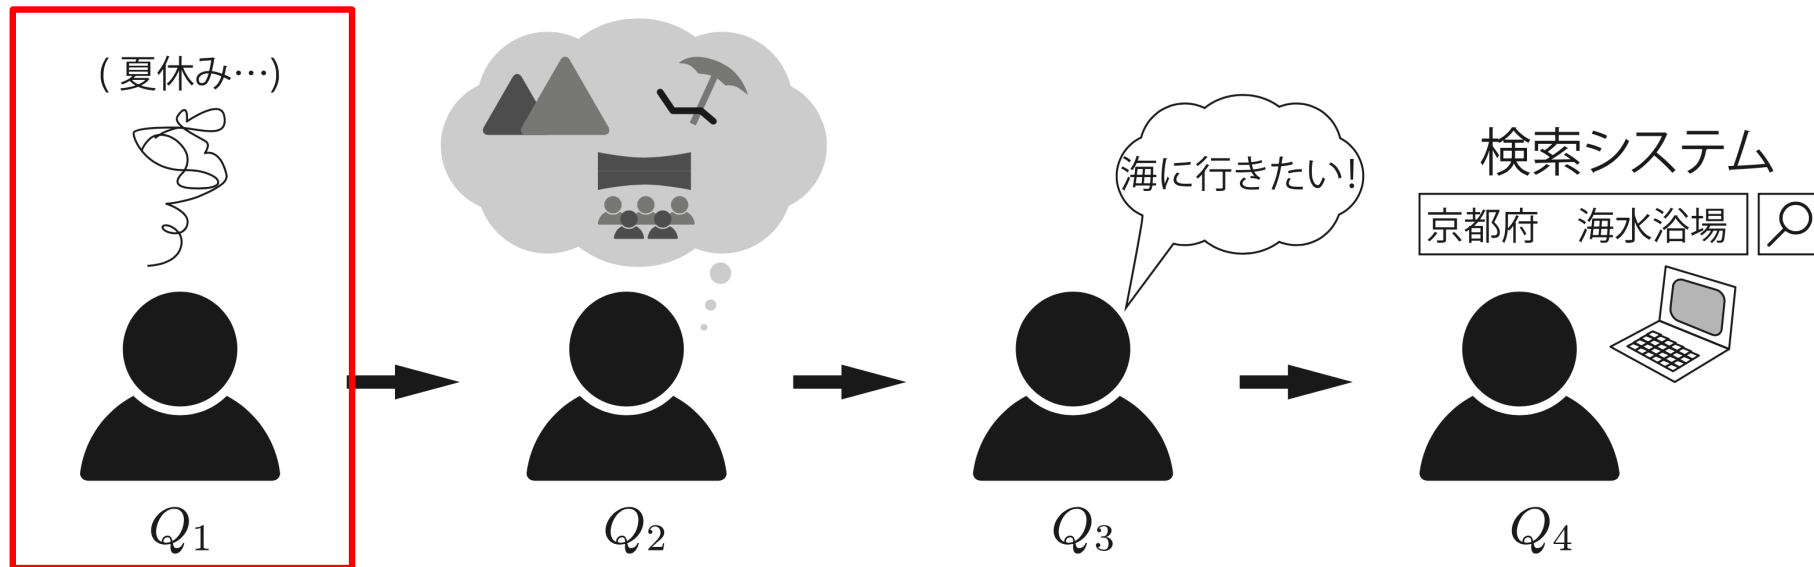 (夏休み…)
海に行きたい!
検索システム
京都府　海水浴場
Q1
Q2
Q3
Q4